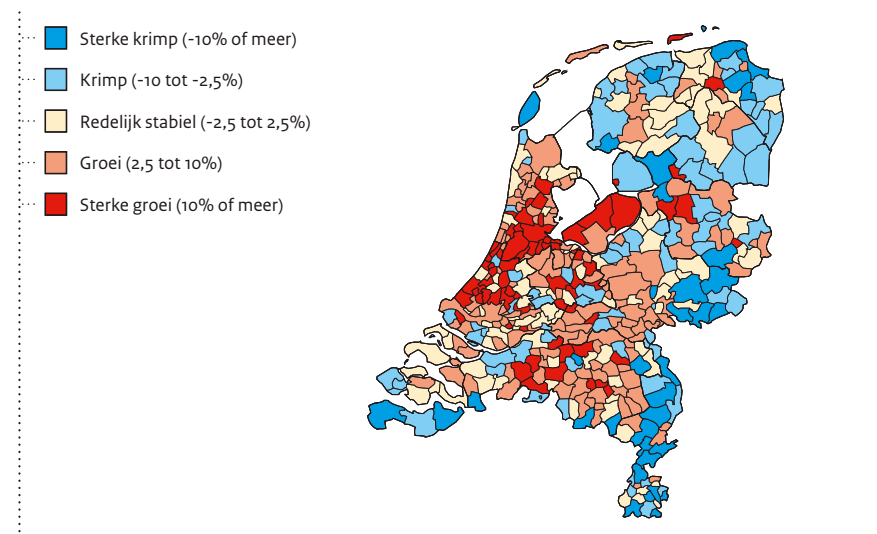 Sterke krimp (-10% of meer)
Krimp (-10 tot -2,5%)
Redelijk stabiel (-2,5 tot 2,5%)
Groei (2,5 tot 10%)
Sterke groei (10% of meer)